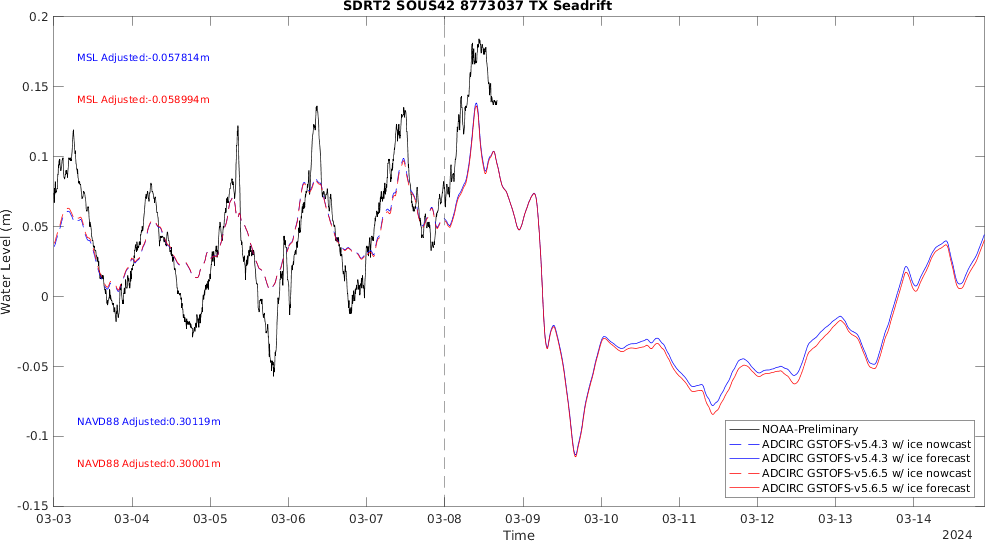 SDRT2 SOUS42 8773037 TX Seadrift
0.2
0.15
0.1
0.05
0
-0.05
-0.1
-0.15
Water Level (m)
MSL Adjusted:-0.057814m
MSL Adjusted:-0.058994m
NAVD88 Adjusted:0.30119m
NAVD88 Adjusted:0.30001m
NOAA-Preliminary
ADCIRC GSTOFS-v5.4.3 w/ ice nowcast
ADCIRC GSTOFS-v5.4.3 w/ ice forecast
ADCIRC GSTOFS-v5.6.5 w/ ice nowcast
ADCIRC GSTOFS-v5.6.5 w/ ice forecast
03-03 03-04 03-05 03-06 03-07 03-08 03-09 03-10 03-11 03-12 03-13 03-14
Time
2024